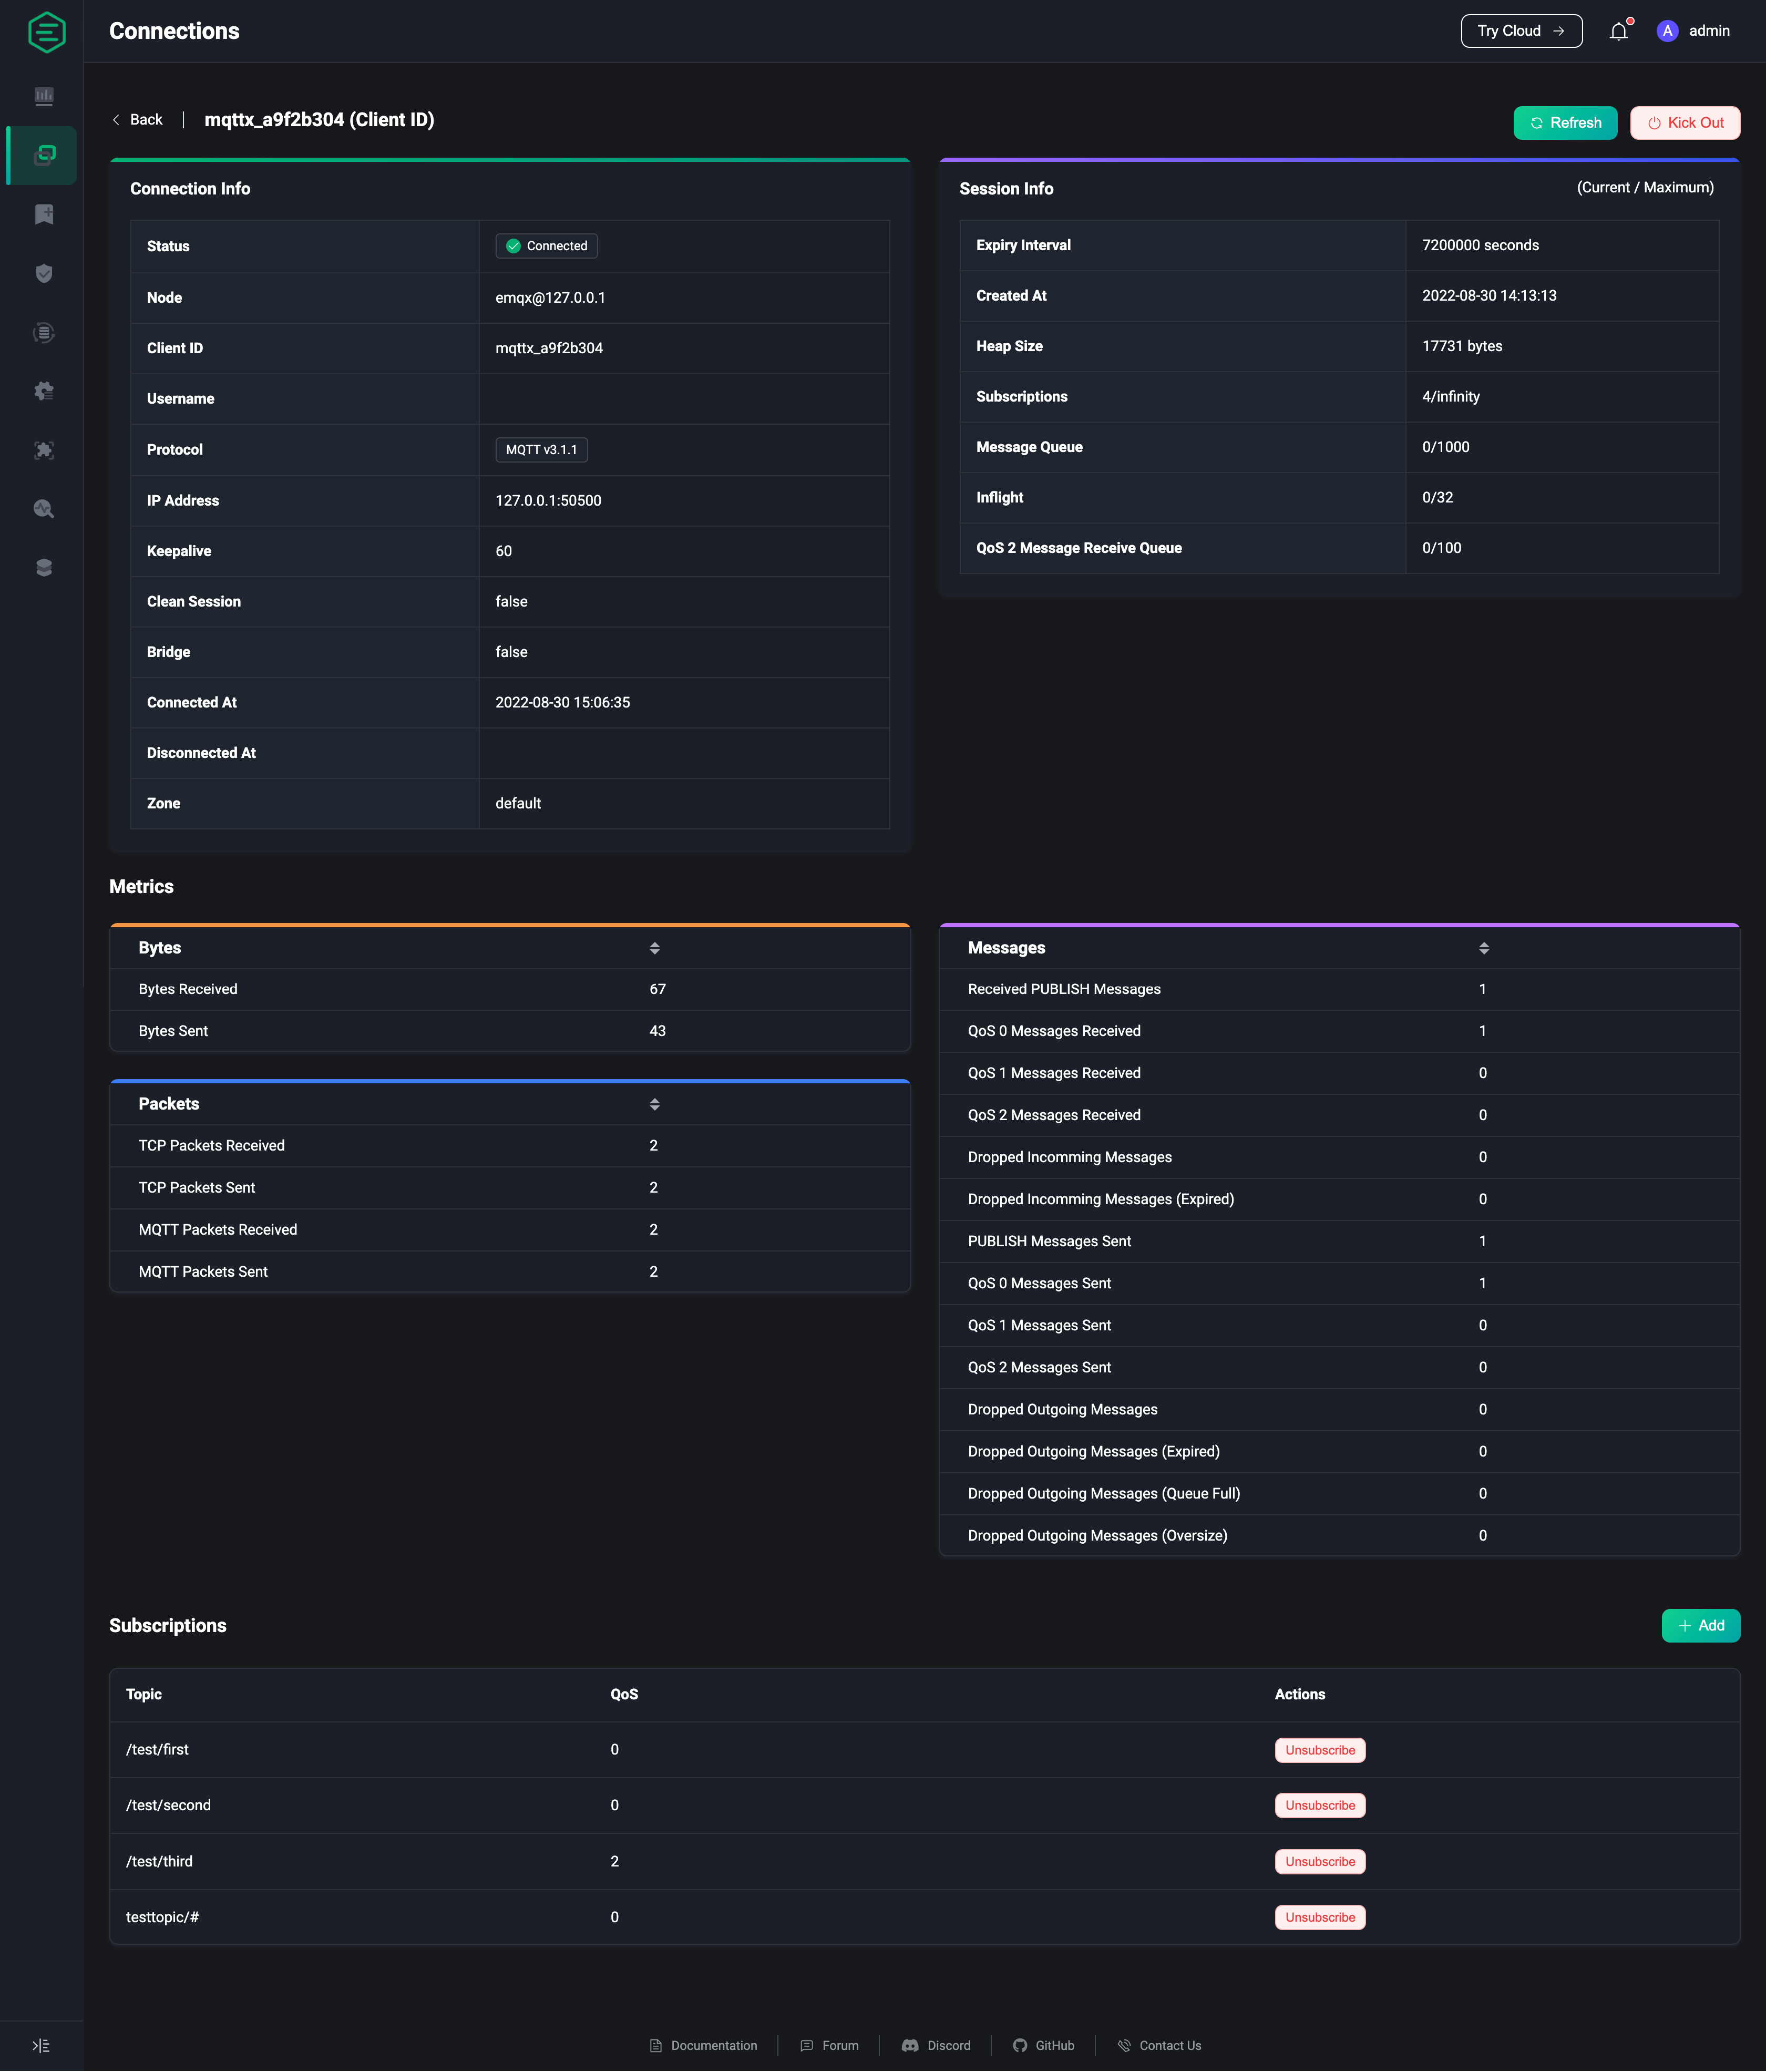 Connections
Try Cloud →
A admin
Back | mqttx_a9f2b304 (Client ID)
Refresh
Kick Out
Connection Info
Status Connected
Node emqx@127.0.0.1
Client ID mqttx_a9f2b304
Username
Protocol MQTT v3.1.1
IP Address 127.0.0.1:50500
Keepalive 60
Clean Session false
Bridge false
Connected At 2022-08-30 15:06:35
Disconnected At
Zone default
Session Info (Current / Maximum)
Expiry Interval 7200000 seconds
Created At 2022-08-30 14:13:13
Heap Size 17731 bytes
Subscriptions 4/infinity
Message Queue 0/1000
Inflight 0/32
QoS 2 Message Receive Queue 0/100
Metrics
Bytes
Bytes Received 67
Bytes Sent 43
Packets
TCP Packets Received 2
TCP Packets Sent 2
MQTT Packets Received 2
MQTT Packets Sent 2
Messages
Received PUBLISH Messages 1
QoS 0 Messages Received 1
QoS 1 Messages Received 0
QoS 2 Messages Received 0
Dropped Incomming Messages 0
Dropped Incomming Messages (Expired) 0
PUBLISH Messages Sent 1
QoS 0 Messages Sent 1
QoS 1 Messages Sent 0
QoS 2 Messages Sent 0
Dropped Outgoing Messages 0
Dropped Outgoing Messages (Expired) 0
Dropped Outgoing Messages (Queue Full) 0
Dropped Outgoing Messages (Oversize) 0
Subscriptions
+ Add
Topic QoS Actions
/test/first 0 Unsubscribe
/test/second 0 Unsubscribe
/test/third 2 Unsubscribe
testtopic/# 0 Unsubscribe
Documentation | Forum | Discord | GitHub | Contact Us